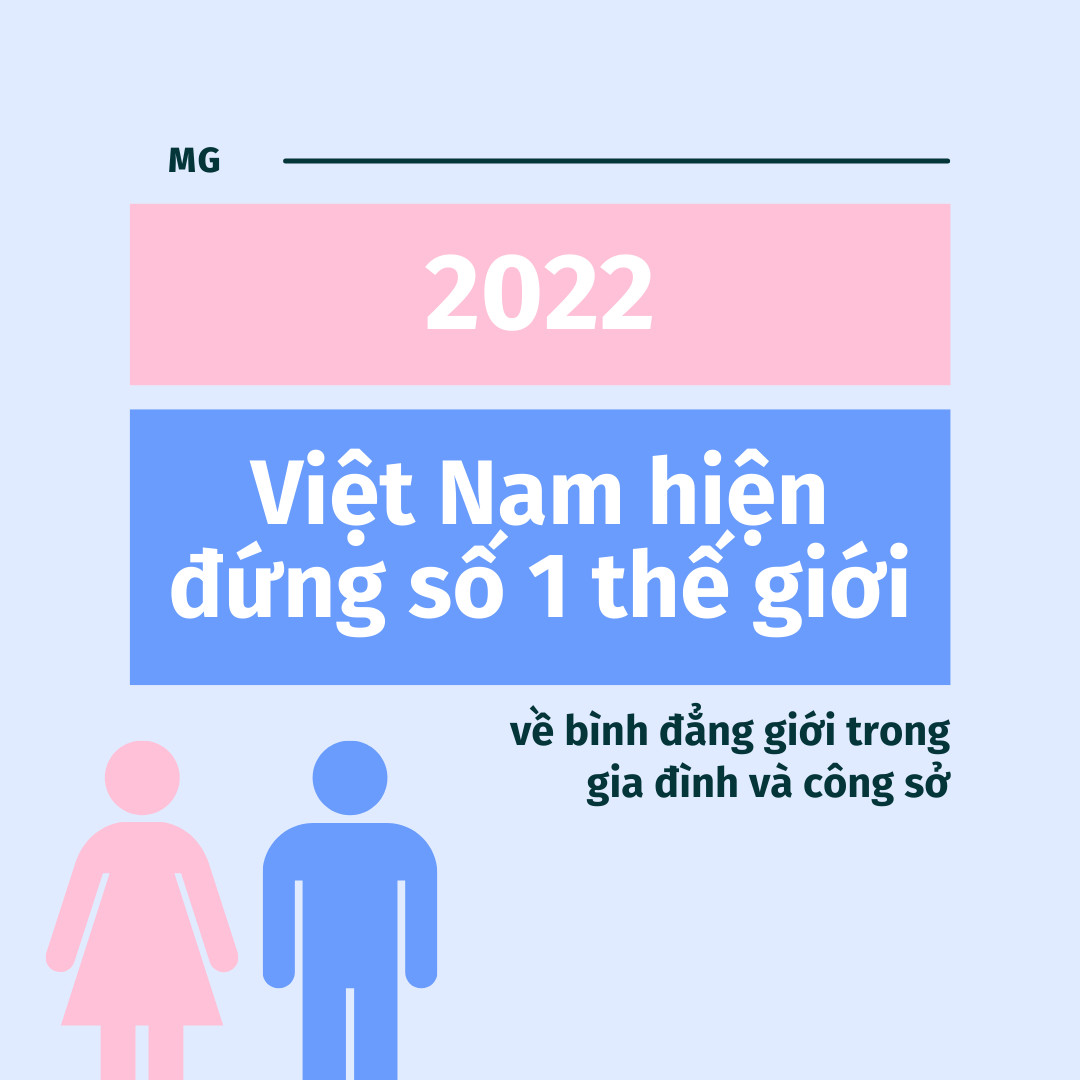 MG
2022
Việt Nam hiện
đứng số 1 thế giới
về bình đẳng giới trong
gia đình và công sở